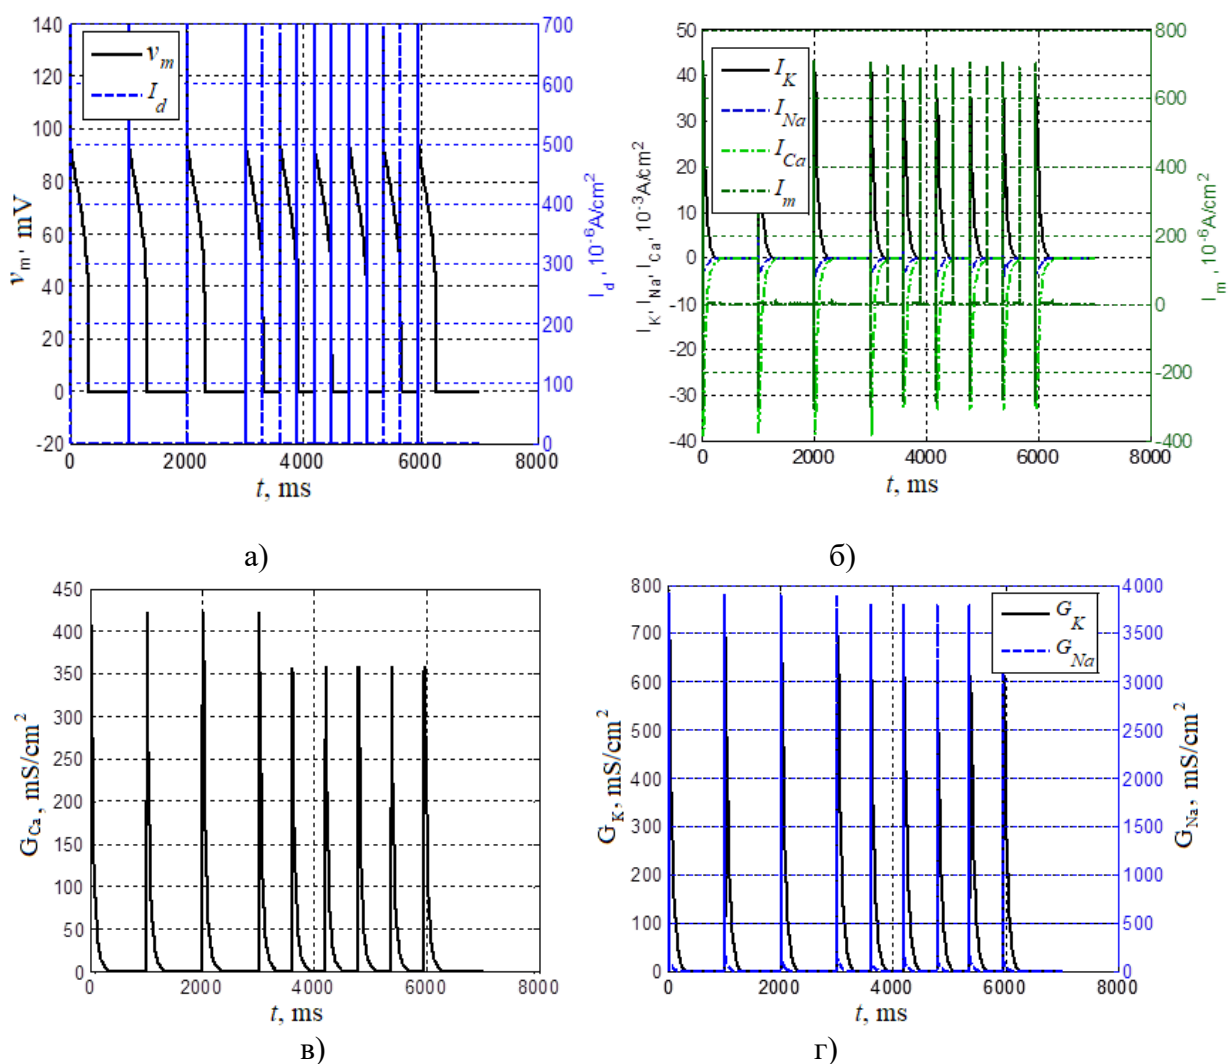 140
120
100
80
60
40
20
0
-20
v_m, mV
v_m
I_d
700
600
500
400
300
200
100
0
I_d, 10^-6 A/cm^2
0 2000 4000 6000 8000
t, ms
а)
50
40
30
20
10
0
-10
-20
-30
-40
I_K, I_Na, I_Ca, 10^-3 A/cm^2
I_K
I_Na
I_Ca
I_m
800
600
400
200
0
-200
-400
I_m, 10^-6 A/cm^2
0 2000 4000 6000 8000
t, ms
б)
450
400
350
300
250
200
150
100
50
0
G_Ca, mS/cm^2
0 2000 4000 6000 8000
t, ms
в)
800
700
600
500
400
300
200
100
0
G_K, mS/cm^2
G_K
G_Na
4000
3500
3000
2500
2000
1500
1000
500
0
G_Na, mS/cm^2
0 2000 4000 6000 8000
t, ms
г)